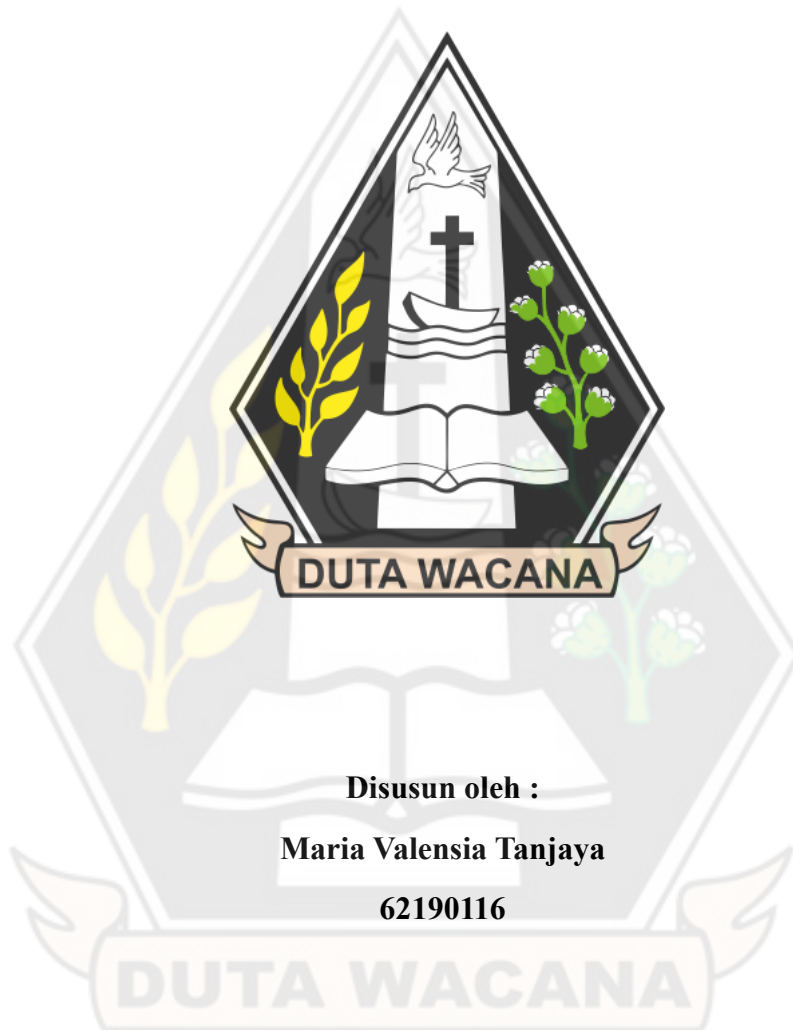 DUTA WACANA
Disusun oleh :
Maria Valensia Tanjaya
62190116
DUTA WACANA